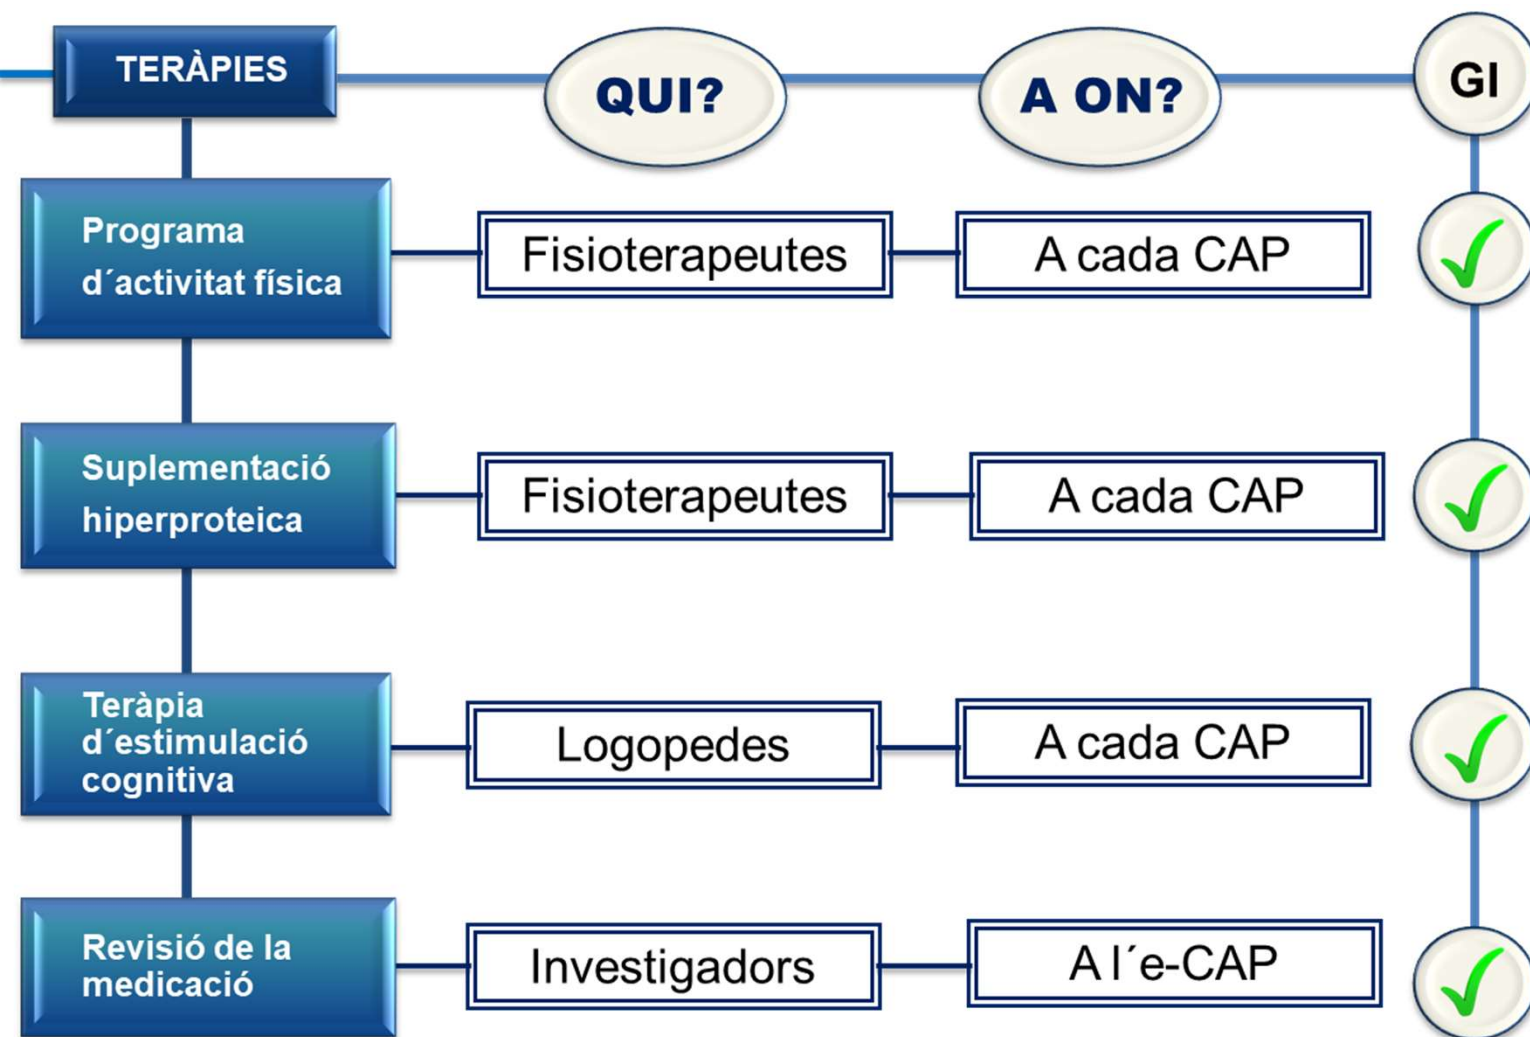 TERÀPIES
QUI?
A ON?
GI
Programa
d´activitat física
Fisioterapeutes
A cada CAP
Suplementació
hiperproteica
Fisioterapeutes
A cada CAP
Teràpia
d´estimulació
cognitiva
Logopedes
A cada CAP
Revisió de la
medicació
Investigadors
A l´e-CAP